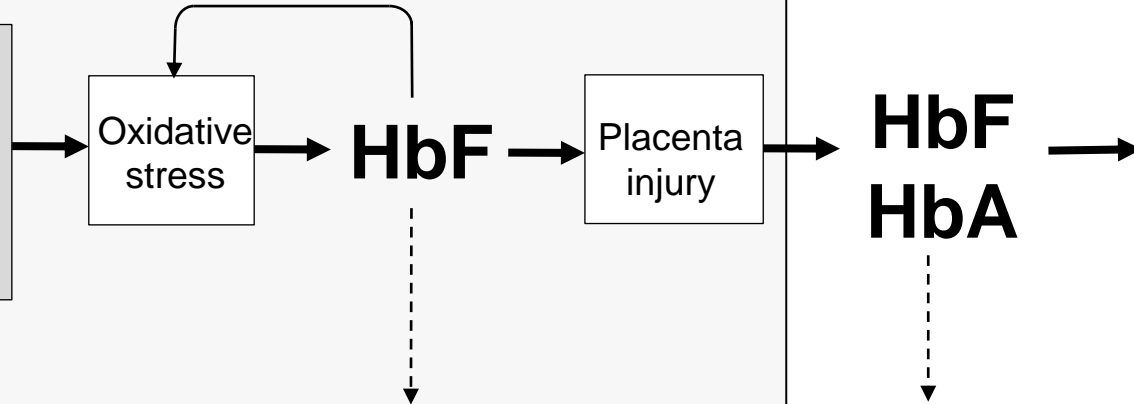 Oxidative
stress
HbF
Placenta
injury
HbF
HbA